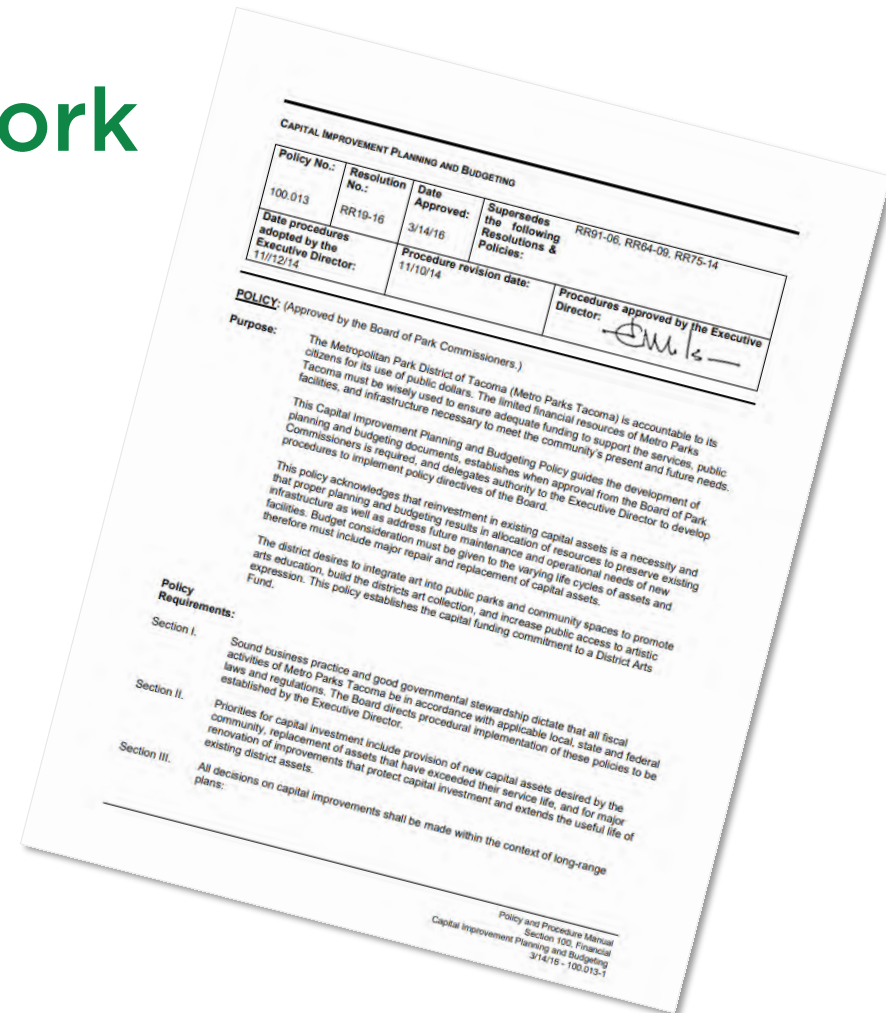 ork
CAPITAL IMPROVEMENT PLANNING AND BUDGETING
Policy No.:
100.013
Resolution
No.:
RR19-16
Date
Approved:
3/14/16
Supersedes
the following
Resolutions &
Policies:
RR91-06, RR64-09, RR75-14
Date procedures
adopted by the
Executive Director:
11//12/14
Procedure revision date:
11/10/14
Procedures approved by the Executive
Director:
POLICY: (Approved by the Board of Park Commissioners.)
Purpose:
The Metropolitan Park District of Tacoma (Metro Parks Tacoma) is accountable to its
citizens for its use of public dollars. The limited financial resources of Metro Parks
Tacoma must be wisely used to ensure adequate funding to support the services, public
facilities, and infrastructure necessary to meet the community's present and future needs.
This Capital Improvement Planning and Budgeting Policy guides the development of
planning and budgeting documents, establishes when approval from the Board of Park
Commissioners is required, and delegates authority to the Executive Director to develop
procedures to implement policy directives of the Board.
This policy acknowledges that reinvestment in existing capital assets is a necessity and
that proper planning and budgeting results in allocation of resources to preserve existing
infrastructure as well as address future maintenance and operational needs of new
facilities. Budget consideration must be given to the varying life cycles of assets and
therefore must include major repair and replacement of capital assets.
The district desires to integrate art into public parks and community spaces to promote
arts education, build the districts art collection, and increase public access to artistic
expression. This policy establishes the capital funding commitment to a District Arts
Fund.
Policy
Requirements:
Section I.
Sound business practice and good governmental stewardship dictate that all fiscal
activities of Metro Parks Tacoma be in accordance with applicable local, state and federal
laws and regulations. The Board directs procedural implementation of these policies to be
established by the Executive Director.
Section II.
Priorities for capital investment include provision of new capital assets desired by the
community, replacement of assets that have exceeded their service life, and for major
renovation of improvements that protect capital investment and extends the useful life of
existing district assets.
Section III.
All decisions on capital improvements shall be made within the context of long-range
plans:
Policy and Procedure Manual
Section 100, Financial
Capital Improvement Planning and Budgeting
3/14/16 - 100.013-1